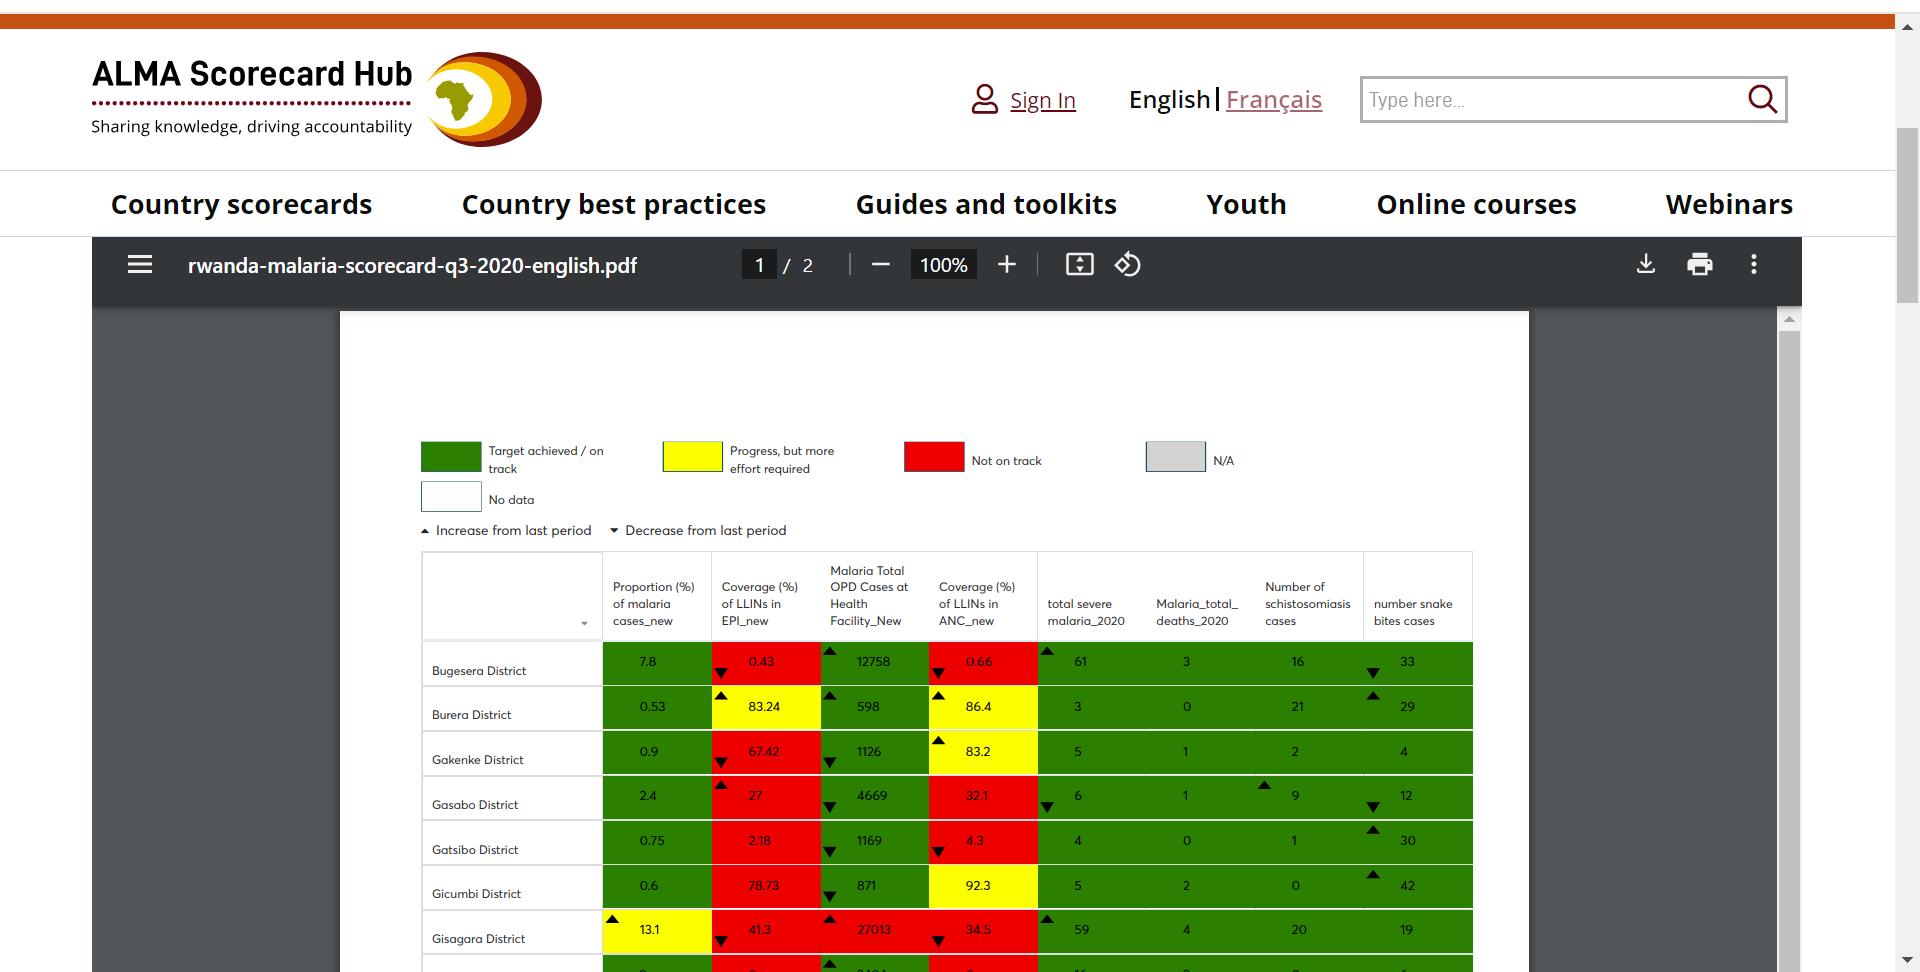 ALMA Scorecard Hub
Sharing knowledge, driving accountability
Sign In
English | Français
Type here...
Country scorecards
Country best practices
Guides and toolkits
Youth
Online courses
Webinars
rwanda-malaria-scorecard-q3-2020-english.pdf
1 / 2
100%
Target achieved / on
track
Progress, but more
effort required
Not on track
N/A
No data
Increase from last period
Decrease from last period
Proportion (%)
of malaria
cases_new
Coverage (%)
of LLINs in
EPI_new
Malaria Total
OPD Cases at
Health
Facility_New
Coverage (%)
of LLINs in
ANC_new
total severe
malaria_2020
Malaria_total_
deaths_2020
Number of
schistosomiasis
cases
number snake
bites cases
Bugesera District 7.8 0.43 12758 0.66 61 3 16 33
Burera District 0.53 83.24 598 86.4 3 0 21 29
Gakenke District 0.9 67.42 1126 83.2 5 1 2 4
Gasabo District 2.4 27 4669 32.1 6 1 9 12
Gatsibo District 0.75 2.18 1169 4.3 4 0 1 30
Gicumbi District 0.6 78.73 871 92.3 5 2 0 42
Gisagara District 13.1 41.3 27013 34.5 59 4 20 19